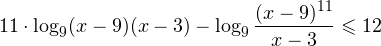 11 · log₉(x − 9)(x − 3) − log₉ (x − 9)¹¹/(x − 3) ⩽ 12